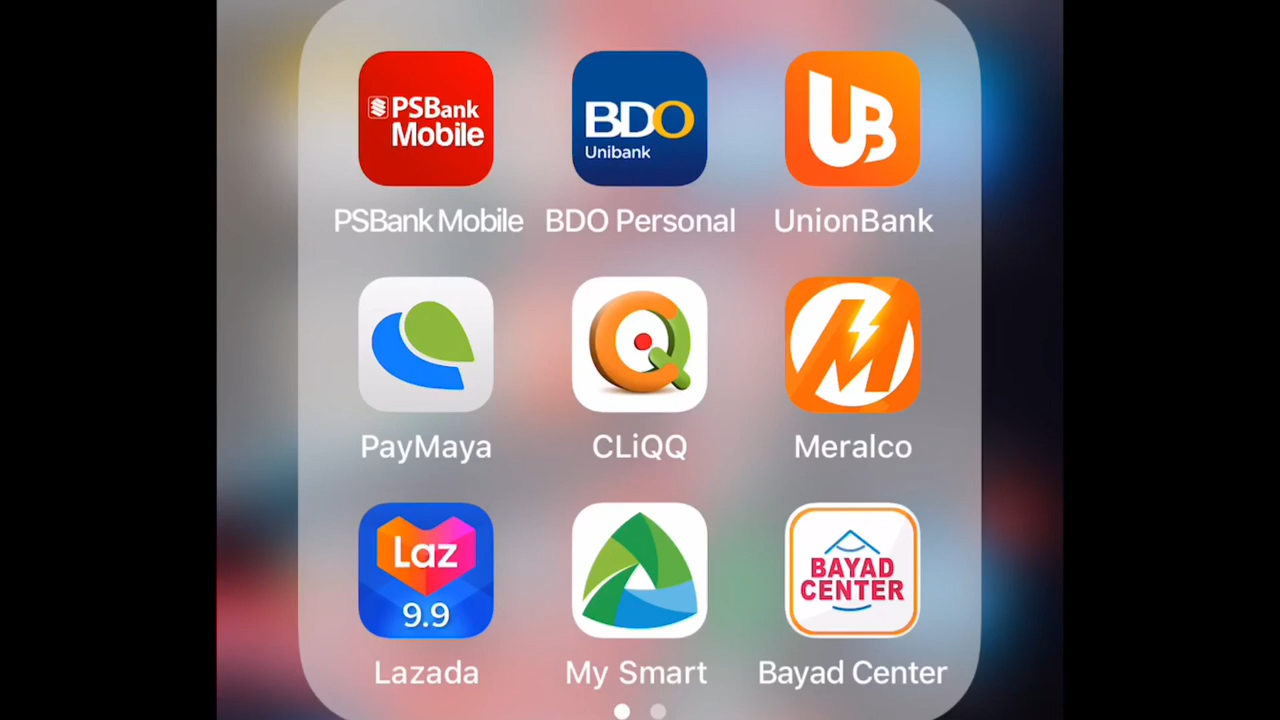 PSBank
Mobile
BDO
Unibank
UB
PSBank Mobile
BDO Personal
UnionBank
M
PayMaya
CLiQQ
Meralco
Laz
9.9
BAYAD
CENTER
Lazada
My Smart
Bayad Center